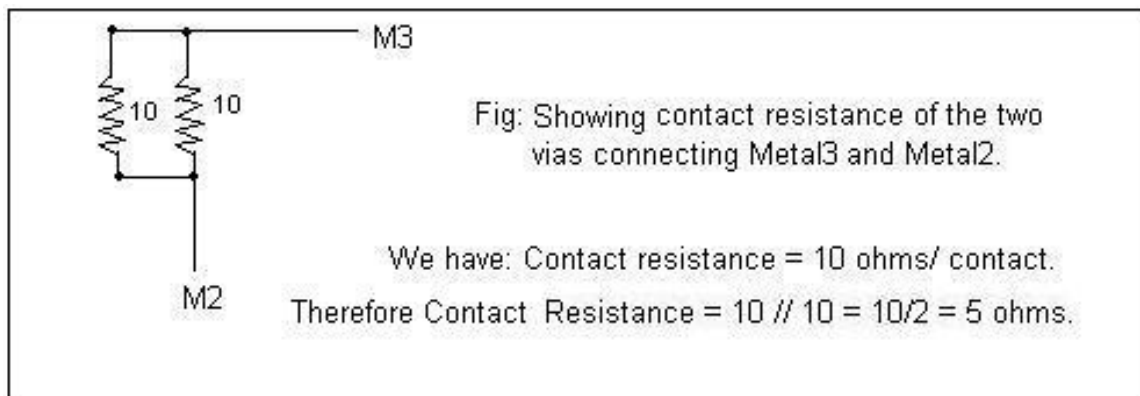 M3
10
10
Fig: Showing contact resistance of the two
vias connecting Metal3 and Metal2.
We have: Contact resistance = 10 ohms/ contact.
M2
Therefore Contact Resistance = 10 // 10 = 10/2 = 5 ohms.